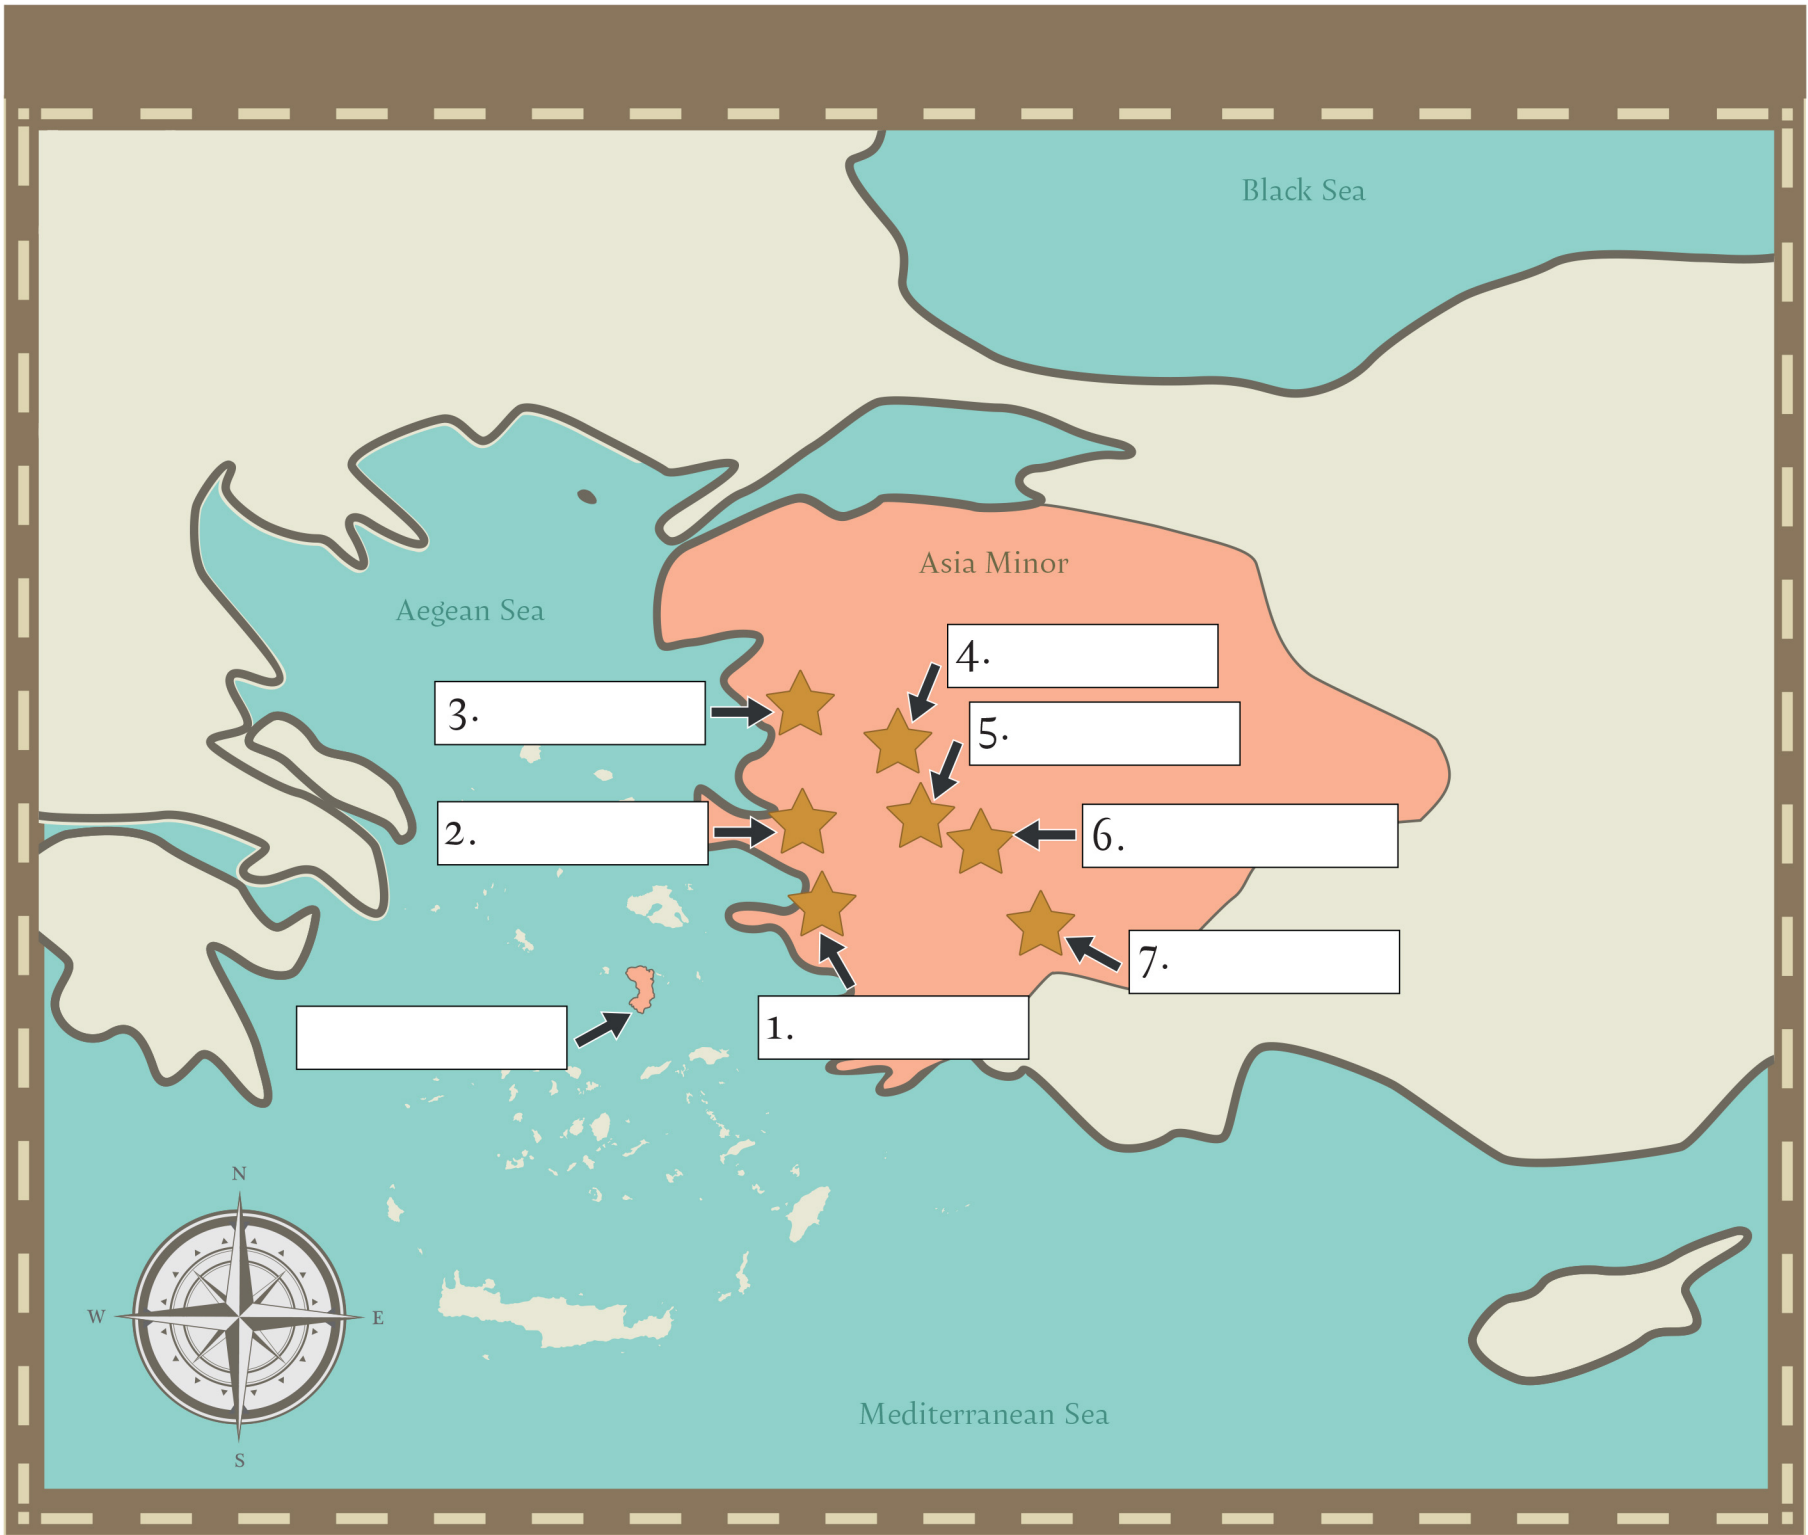 Black Sea
Asia Minor
Aegean Sea
4.
3.
5.
2.
6.
7.
1.
N
W
E
S
Mediterranean Sea